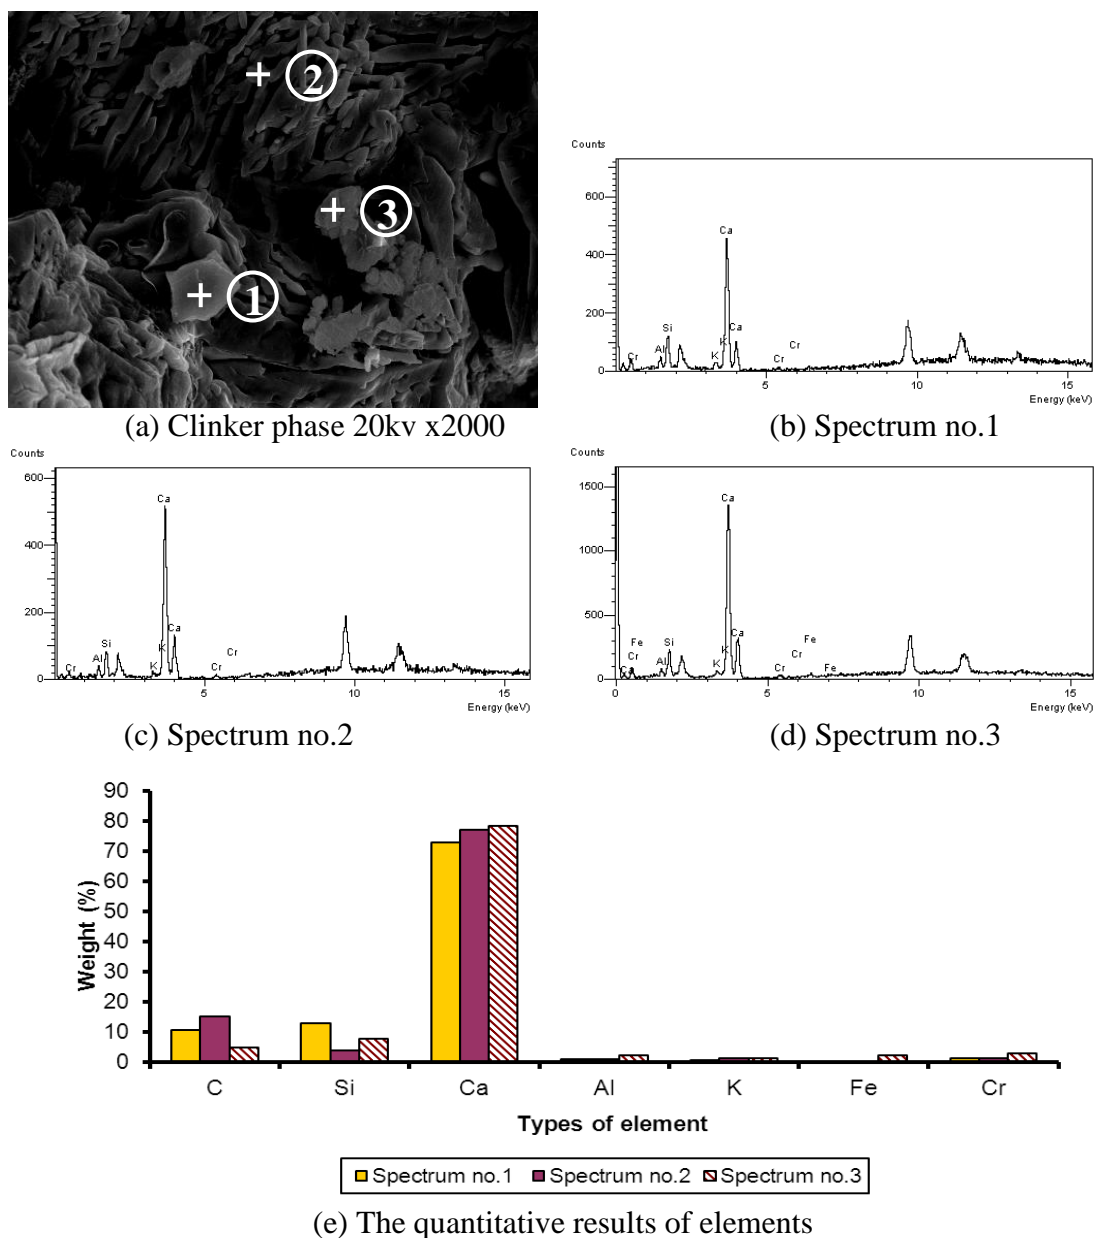 2
3
1
(a) Clinker phase 20kv x2000
Counts
600
400
200
0
Ca
Ca
Si
Al
Cr
K
K
Cr
Cr
5
10
15
Energy (keV)
(b) Spectrum no.1
Counts
600
400
200
0
Ca
Ca
Si
Al
Cr
K
K
Cr
Cr
5
10
15
Energy (keV)
(c) Spectrum no.2
Counts
1500
1000
500
0
Ca
Ca
Fe
Cr
Si
Al
K
K
Cr
Cr
Fe
Fe
0
5
10
15
Energy (keV)
(d) Spectrum no.3
90
80
70
60
50
40
30
20
10
0
Weight (%)
C Si Ca Al K Fe Cr
Types of element
Spectrum no.1 Spectrum no.2 Spectrum no.3
(e) The quantitative results of elements